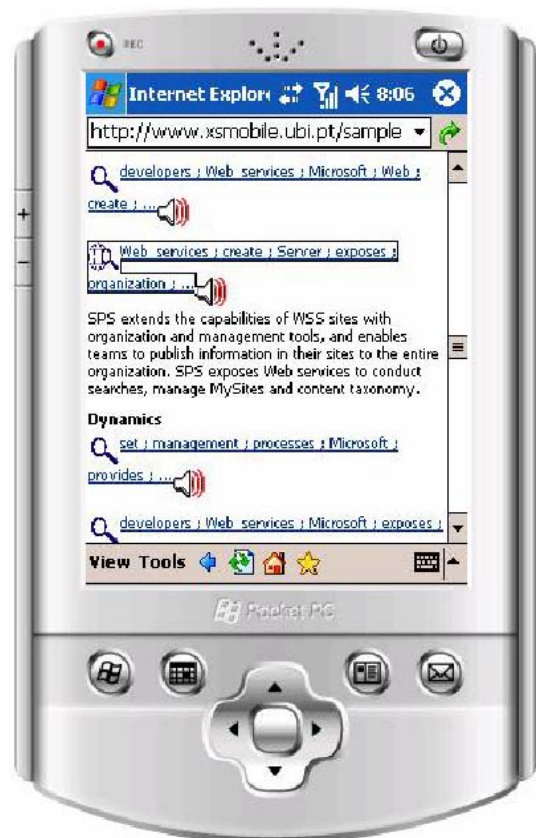 REC
Internet Explor 8:06
http://www.xsmobile.ubi.pt/sample
developers ; Web services ; Microsoft ; Web ;
create ; ...
Web services ; create ; Server ; exposes ;
organization ; ...
SPS extends the capabilities of WSS sites with
organization and management tools, and enables
teams to publish information in their sites to the entire
organization. SPS exposes Web services to conduct
searches, manage MySites and content taxonomy.
Dynamics
set ; management ; processes ; Microsoft ;
provides ; ...
developers ; Web services ; Microsoft ; exposes ;
View Tools
Pocket PC